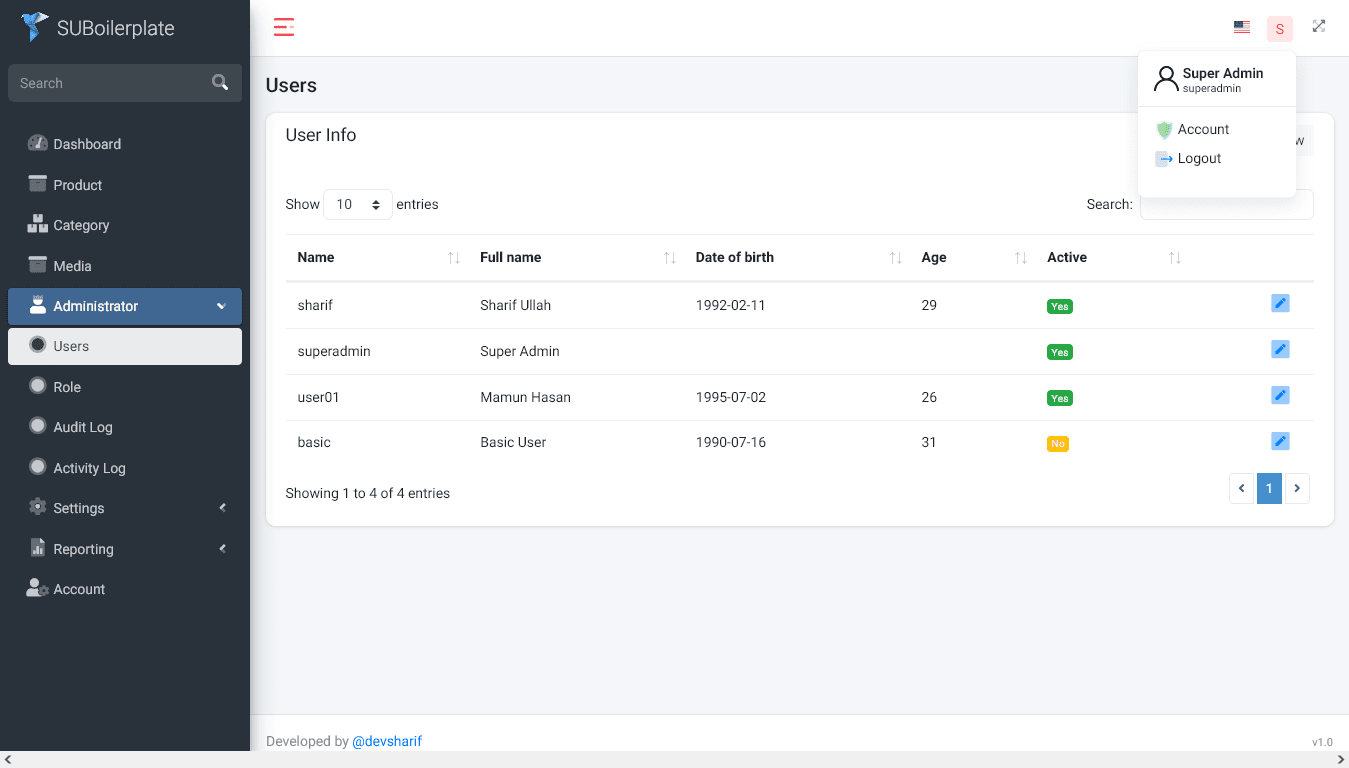 SUBoilerplate
Search
Dashboard
Product
Category
Media
Administrator
Users
Role
Audit Log
Activity Log
Settings
Reporting
Account
S
Super Admin
superadmin
Account
Logout
Users
User Info
w
Show 10 entries
Search:
Name Full name Date of birth Age Active
sharif Sharif Ullah 1992-02-11 29 Yes
superadmin Super Admin Yes
user01 Mamun Hasan 1995-07-02 26 Yes
basic Basic User 1990-07-16 31 No
Showing 1 to 4 of 4 entries
1
Developed by @devsharif
v1.0